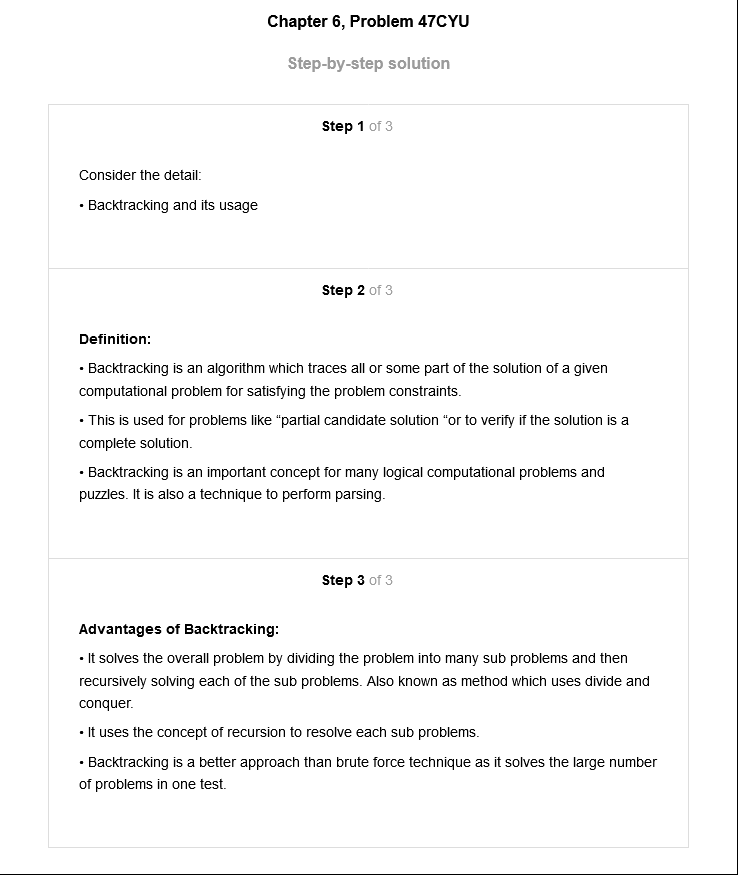 Chapter 6, Problem 47CYU
Step-by-step solution
Step 1 of 3
Consider the detail:
• Backtracking and its usage
Step 2 of 3
Definition:
• Backtracking is an algorithm which traces all or some part of the solution of a given
computational problem for satisfying the problem constraints.
• This is used for problems like “partial candidate solution “or to verify if the solution is a
complete solution.
• Backtracking is an important concept for many logical computational problems and
puzzles. It is also a technique to perform parsing.
Step 3 of 3
Advantages of Backtracking:
• It solves the overall problem by dividing the problem into many sub problems and then
recursively solving each of the sub problems. Also known as method which uses divide and
conquer.
• It uses the concept of recursion to resolve each sub problems.
• Backtracking is a better approach than brute force technique as it solves the large number
of problems in one test.